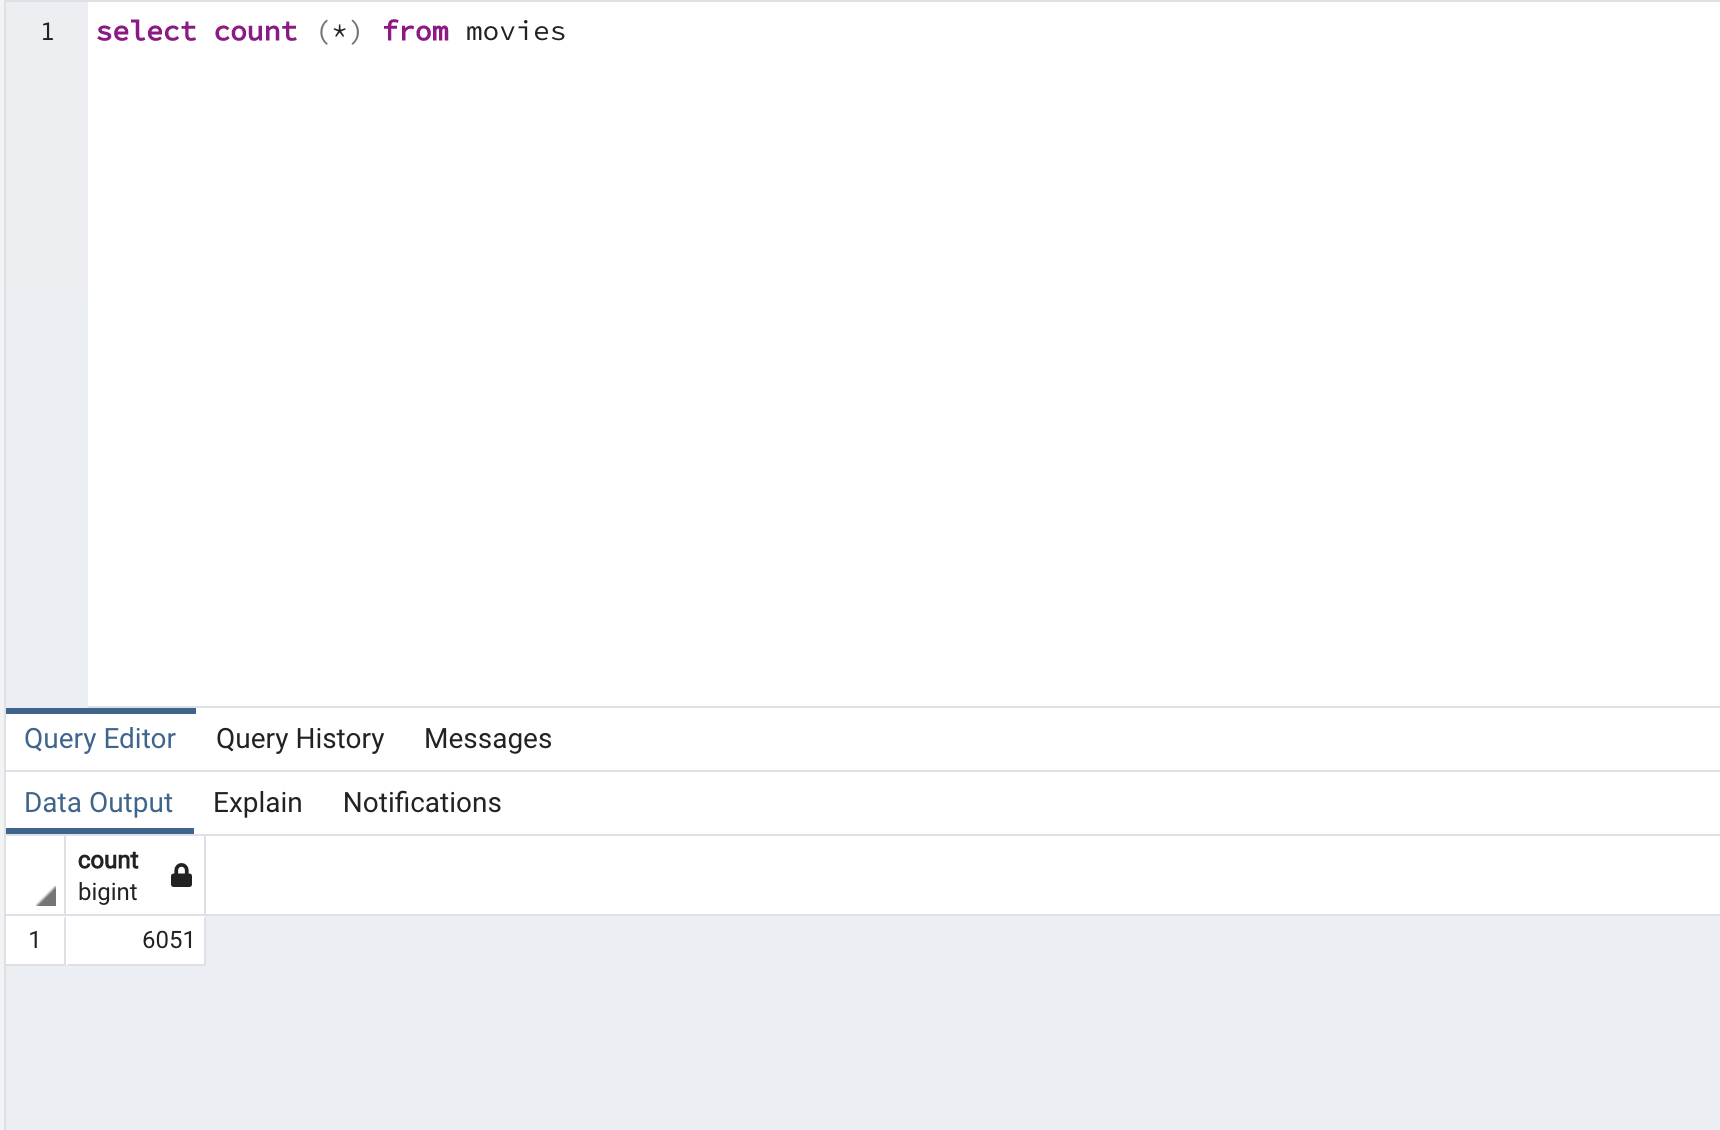 1 select count (*) from movies
Query Editor Query History Messages
Data Output Explain Notifications
count
bigint
1 6051